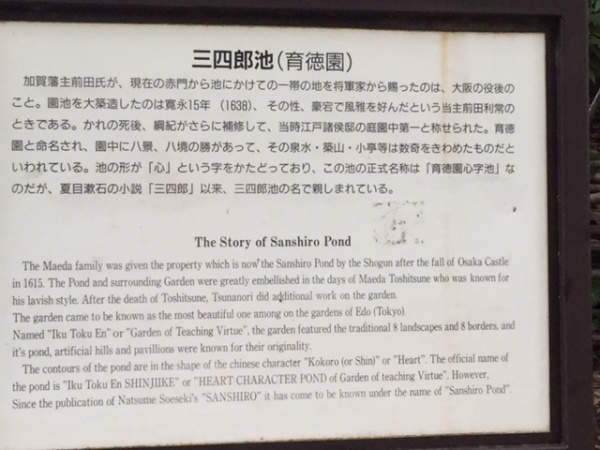 三四郎池(育徳園)
加賀藩主前田氏が、現在の赤門から池にかけての一帯の地を将軍家から賜ったのは、大阪の役後の
こと。園池を大築造したのは寛永15年(1638)、その性、豪宕で風雅を好んだという当主前田利常の
ときである。かれの死後、綱紀がさらに補修して、当時江戸諸侯邸の庭園中第一と称せられた。育徳
園と命名され、園中に八景、八境の勝があって、その泉水・築山・小亭等は数奇をきわめたものだと
いわれている。池の形が「心」という字をかたどっており、この池の正式名称は「育徳園心字池」な
のだが、夏目漱石の小説「三四郎」以来、三四郎池の名で親しまれている。
The Story of Sanshiro Pond
The Maeda family was given the property which is now the Sanshiro Pond by the Shogun after the fall of Osaka Castle
in 1615. The Pond and surrounding Garden were greatly embellished in the days of Maeda Toshitsune who was known for
his lavish style. After the death of Toshitsune, Tsunanori did additional work on the garden.
The garden came to be known as the most beautiful one among on the gardens of Edo (Tokyo).
Named "Iku Toku En" or "Garden of Teaching Virtue", the garden featured the traditional 8 landscapes and 8 borders, and
it's pond, artificial hills and pavillions were known for their originality.
The contours of the pond are in the shape of the chinese character "Kokoro (or Shin)" or "Heart". The official name of
the pond is "Iku Toku En SHINJIIKE" or "HEART CHARACTER POND of Garden of teaching Virtue". However,
Since the publication of Natsume Soeseki's "SANSHIRO" it has come to be known under the name of "Sanshiro Pond".